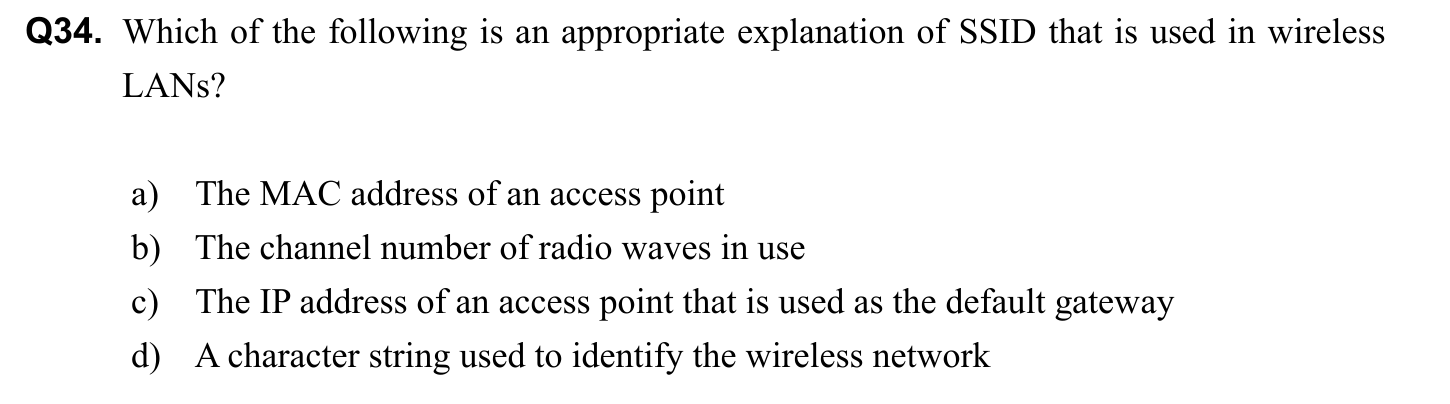 Q34. Which of the following is an appropriate explanation of SSID that is used in wireless
LANs?
a) The MAC address of an access point
b) The channel number of radio waves in use
c) The IP address of an access point that is used as the default gateway
d) A character string used to identify the wireless network